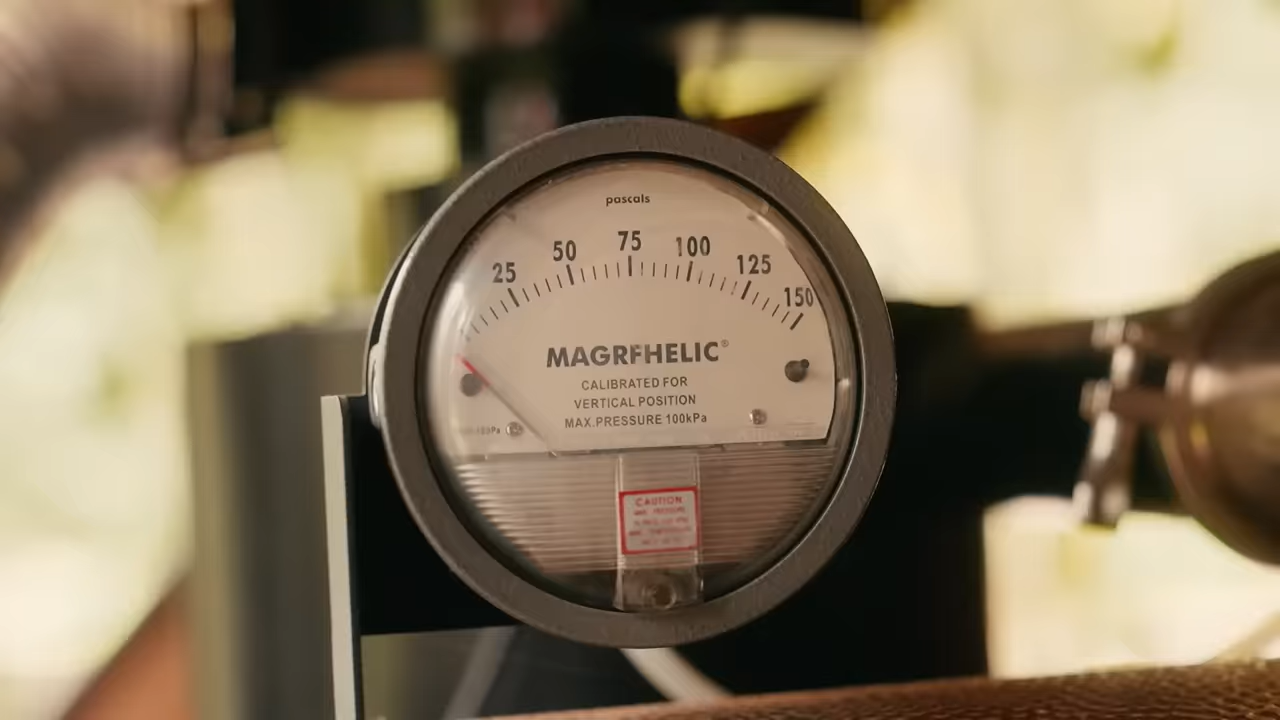 pascals
25 50 75 100 125 150
MAGRFHELIC®
CALIBRATED FOR
VERTICAL POSITION
MAX.PRESSURE 100kPa
CAUTION